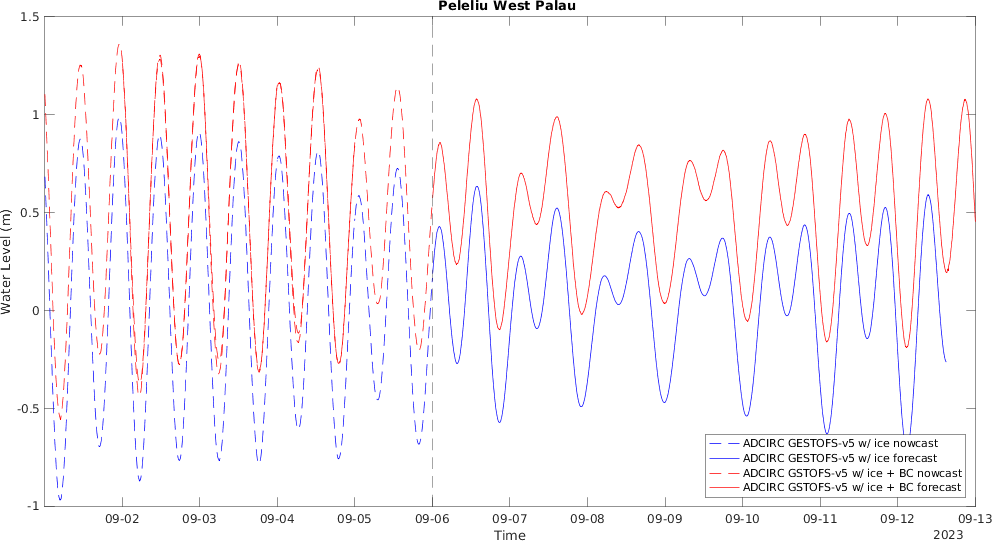 Peleliu West Palau
1.5
1
0.5
0
-0.5
-1
Water Level (m)
09-02
09-03
09-04
09-05
09-06
09-07
09-08
09-09
09-10
09-11
09-12
09-13
Time
2023
ADCIRC GESTOFS-v5 w/ ice nowcast
ADCIRC GESTOFS-v5 w/ ice forecast
ADCIRC GSTOFS-v5 w/ ice + BC nowcast
ADCIRC GSTOFS-v5 w/ ice + BC forecast